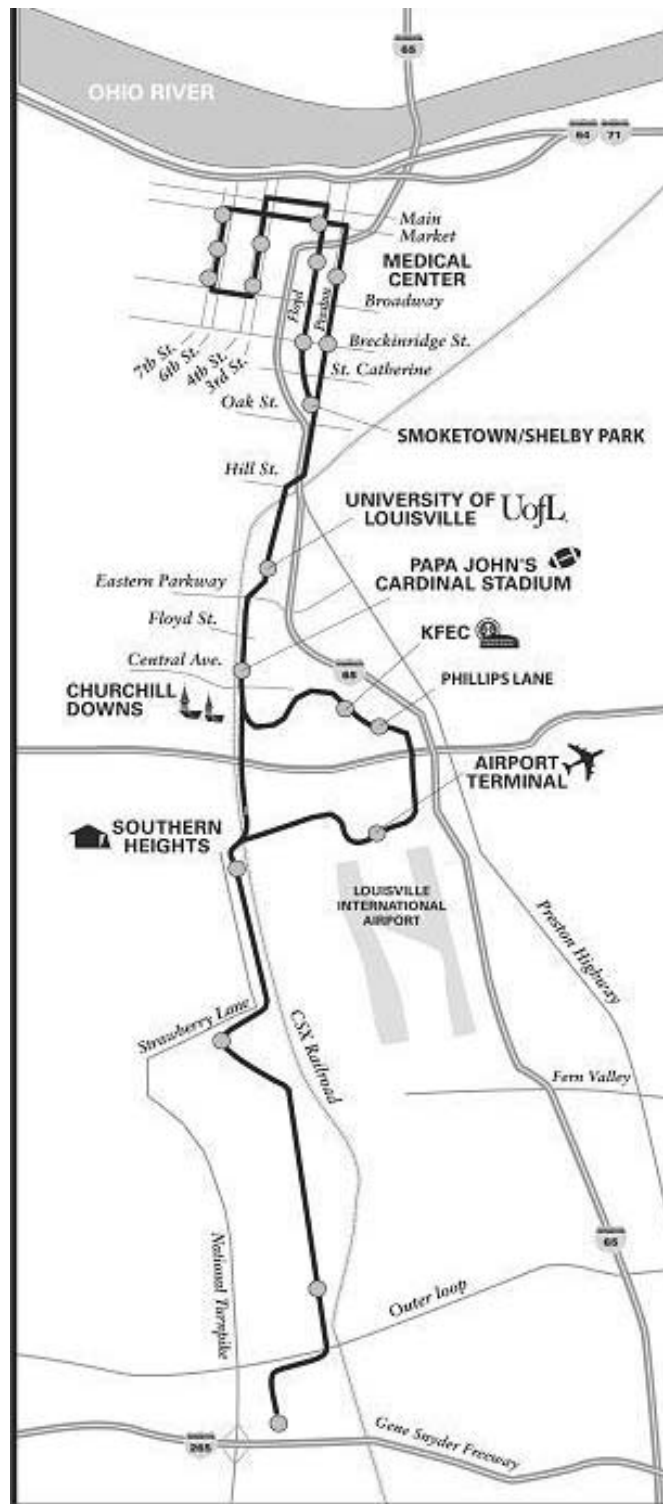 65
OHIO RIVER
64 71
Main
Market
MEDICAL
CENTER
Floyd
Preston
Broadway
Breckinridge St.
7th St.
6th St.
4th St.
3rd St.
St. Catherine
Oak St.
SMOKETOWN/SHELBY PARK
Hill St.
UNIVERSITY OF
LOUISVILLE UofL
Eastern Parkway
PAPA JOHN'S
CARDINAL STADIUM
Floyd St.
KFEC
Central Ave.
65
CHURCHILL
DOWNS
PHILLIPS LANE
AIRPORT
TERMINAL
SOUTHERN
HEIGHTS
LOUISVILLE
INTERNATIONAL
AIRPORT
Preston Highway
Strawberry Lane
CSX Railroad
Fern Valley
National Turnpike
65
Outer loop
265
Gene Snyder Freeway